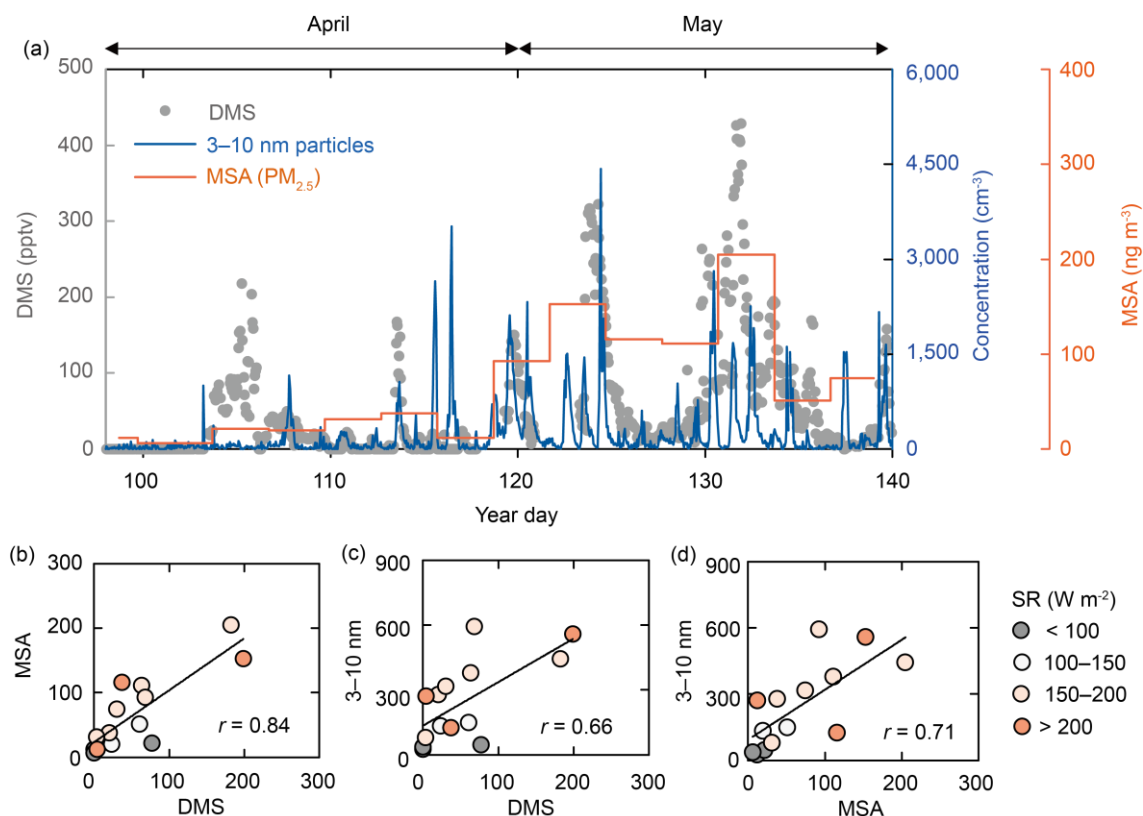 April
May
(a)
500
400
300
200
100
0
DMS (pptv)
DMS
3–10 nm particles
MSA (PM2.5)
6,000
4,500
3,000
1,500
0
Concentration (cm-3)
400
300
200
100
0
MSA (ng m-3)
100
110
120
130
140
Year day
(b)
300
200
100
0
MSA
r = 0.84
0
100
200
300
DMS
(c)
900
600
300
0
3–10 nm
r = 0.66
0
100
200
300
DMS
(d)
900
600
300
0
3–10 nm
r = 0.71
0
100
200
300
MSA
SR (W m-2)
< 100
100–150
150–200
> 200